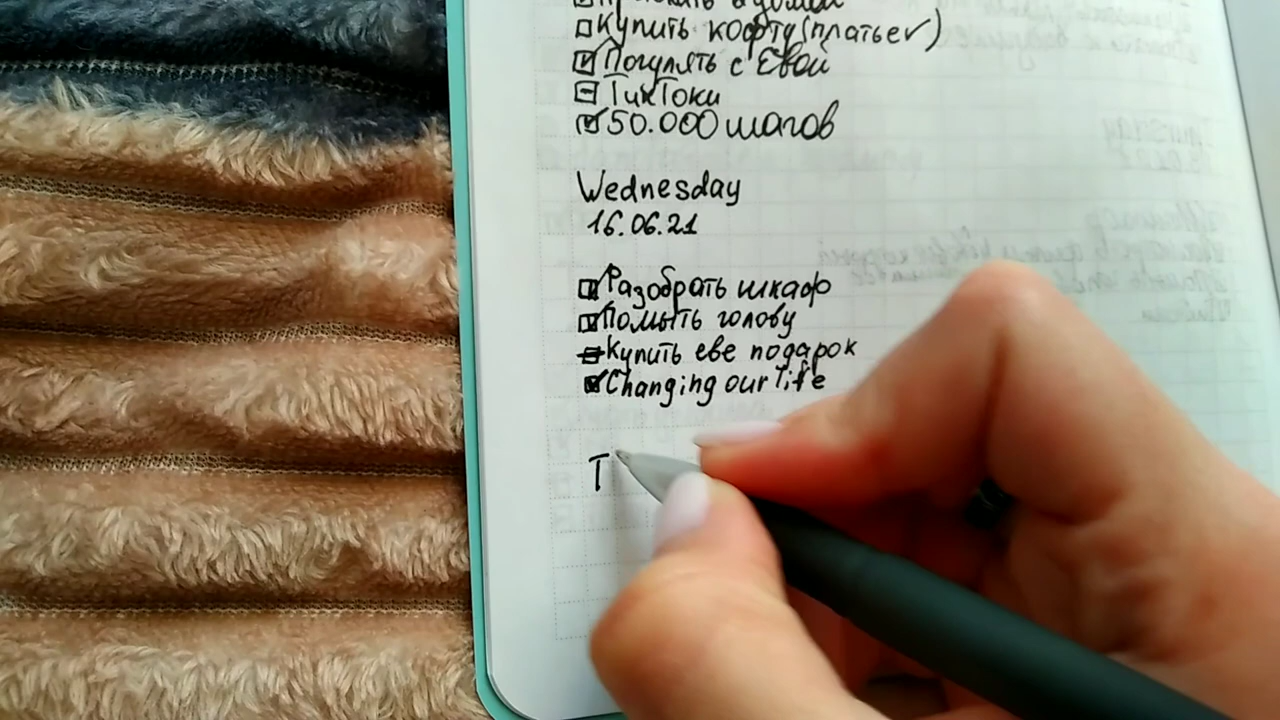 Купить кофту(платьеv)
Погулять с Евой
ТикТоки
50.000 шагов
Wednesday
16.06.21
Разобрать шкаф
Помыть голову
Купить еве подарок
Changing our life
T